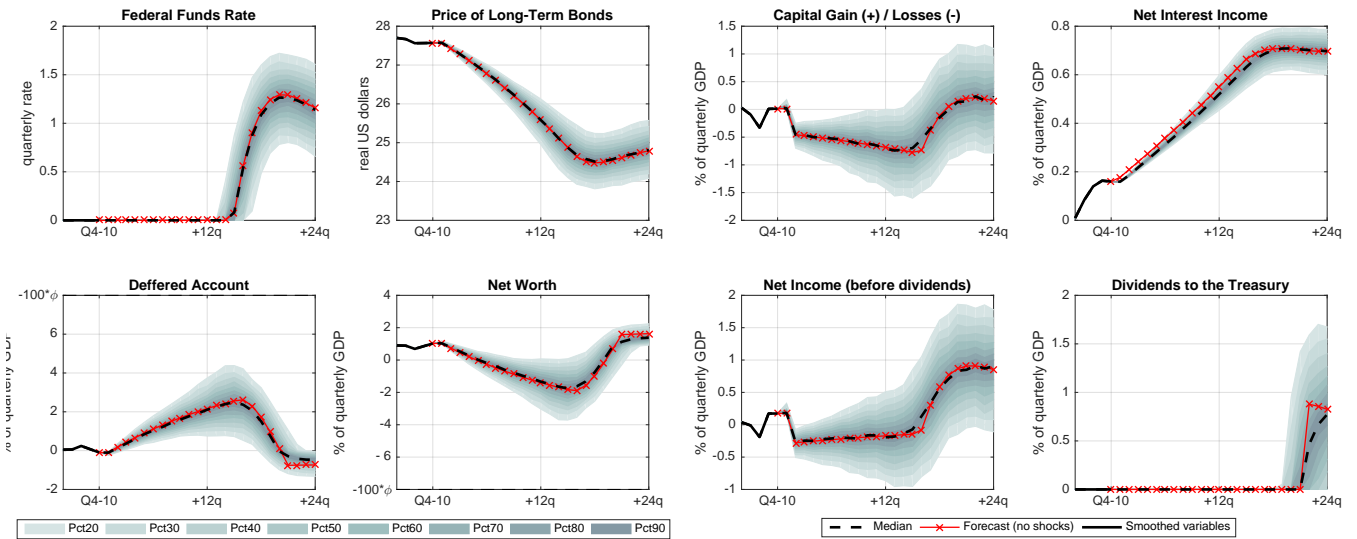 Federal Funds Rate
Price of Long-Term Bonds
Capital Gain (+) / Losses (-)
Net Interest Income
quarterly rate
2
1.5
1
0.5
0
Q4-10 +12q +24q
real US dollars
28
27
26
25
24
23
Q4-10 +12q +24q
% of quarterly GDP
1.5
1
0.5
0
-0.5
-1
-1.5
-2
Q4-10 +12q +24q
% of quarterly GDP
0.8
0.6
0.4
0.2
0
Q4-10 +12q +24q
Deffered Account
Net Worth
Net Income (before dividends)
Dividends to the Treasury
% of quarterly GDP
-100*ϕ
6
4
2
0
-2
Q4-10 +12q +24q
% of quarterly GDP
4
2
0
-2
-4
-100*ϕ
Q4-10 +12q +24q
% of quarterly GDP
2
1.5
1
0.5
0
-0.5
-1
Q4-10 +12q +24q
% of quarterly GDP
2
1.5
1
0.5
0
Q4-10 +12q +24q
Pct20 Pct30 Pct40 Pct50 Pct60 Pct70 Pct80 Pct90
Median Forecast (no shocks) Smoothed variables